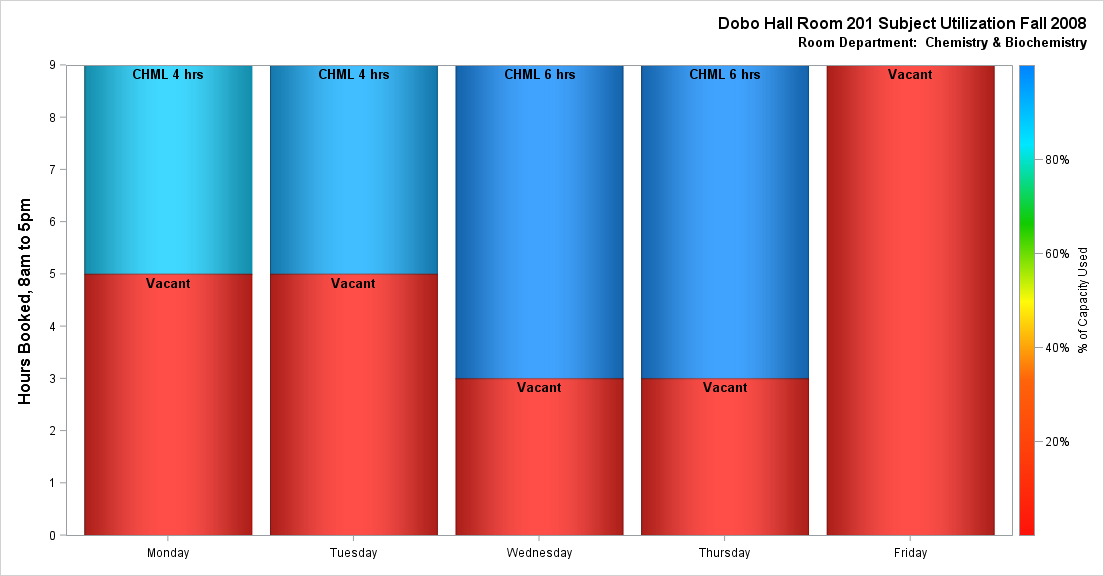 Dobo Hall Room 201 Subject Utilization Fall 2008
Room Department:  Chemistry & Biochemistry
Hours Booked, 8am to 5pm
9
8
7
6
5
4
3
2
1
0
CHML 4 hrs
CHML 4 hrs
CHML 6 hrs
CHML 6 hrs
Vacant
Vacant
Vacant
Vacant
Vacant
Monday
Tuesday
Wednesday
Thursday
Friday
80%
60%
40%
20%
% of Capacity Used